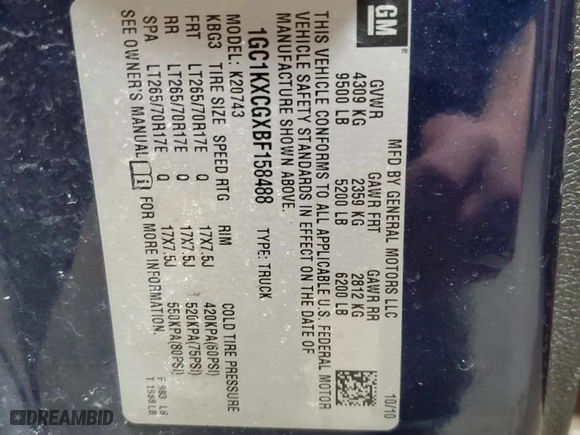 GM
MFD BY GENERAL MOTORS LLC 10/10
GVWR GAWR FRT GAWR RR
4309 KG 2359 KG 2812 KG
9500 LB 5200 LB 6200 LB
THIS VEHICLE CONFORMS TO ALL APPLICABLE U.S. FEDERAL MOTOR
VEHICLE SAFETY STANDARDS IN EFFECT ON THE DATE OF
MANUFACTURE SHOWN ABOVE.
1GC1KXCGXBF158488 TYPE: TRUCK
MODEL: K20743
KBG3 TIRE SIZE SPEED RTG RIM COLD TIRE PRESSURE
FRT LT265/70R17E Q 17X7.5J 420KPA(60PSI)
RR LT265/70R17E Q 17X7.5J 520KPA(75PSI)
SPA LT265/70R17E Q 17X7.5J 550KPA(80PSI)
SEE OWNER'S MANUAL i FOR MORE INFORMATION.
F 983 LB
T 1988LB
DREAMBID